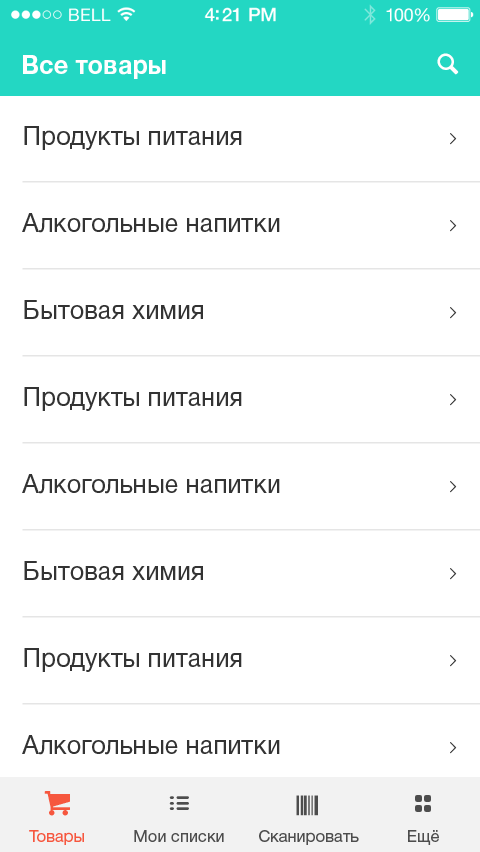 BELL 4:21 PM 100%
Все товары
Продукты питания
Алкогольные напитки
Бытовая химия
Продукты питания
Алкогольные напитки
Бытовая химия
Продукты питания
Алкогольные напитки
Товары Мои списки Сканировать Ещё